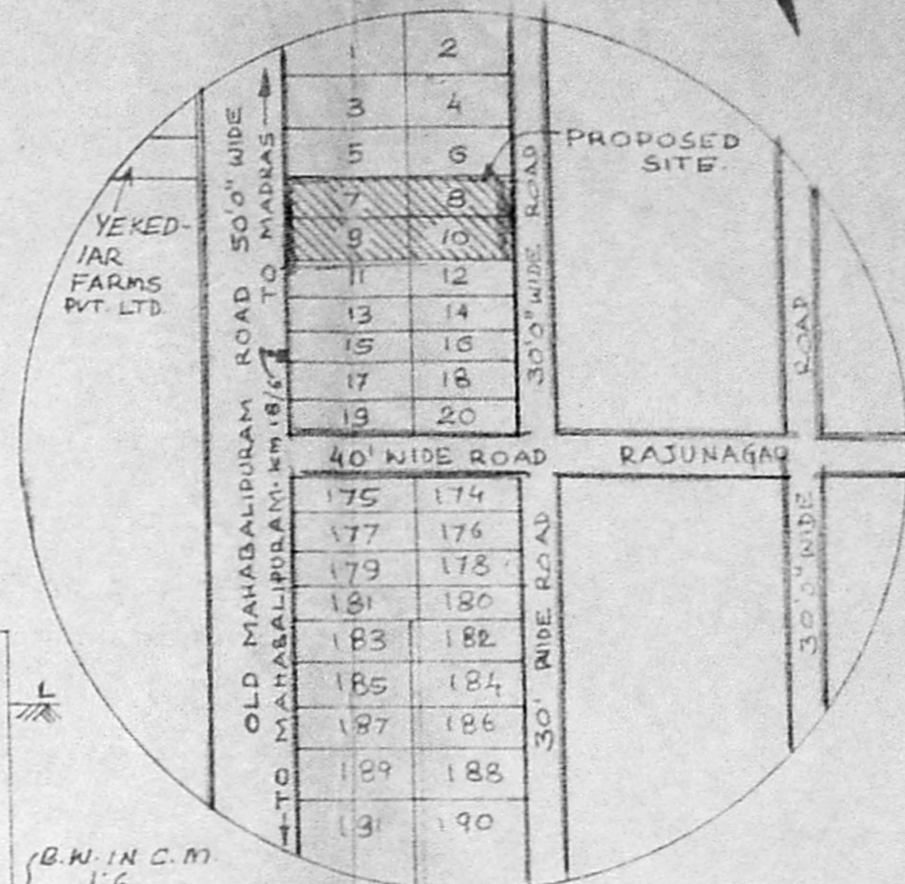 1 2
3 4
5 6
PROPOSED
SITE.
7 8
9 10
YEKED-
IAR
FARMS
PVT. LTD.
OLD MAHABALIPURAM ROAD 50'0" WIDE
TO MADRAS
TO MAHABALIPURAM. km 18/6
11 12
13 14
15 16
17 18
19 20
30'0" WIDE ROAD
ROAD
40' WIDE ROAD RAJUNAGAR
175 174
177 176
179 178
181 180
183 182
185 184
187 186
189 188
191 190
30' WIDE ROAD
30'0" WIDE
L
B.W. IN C.M.
1:6